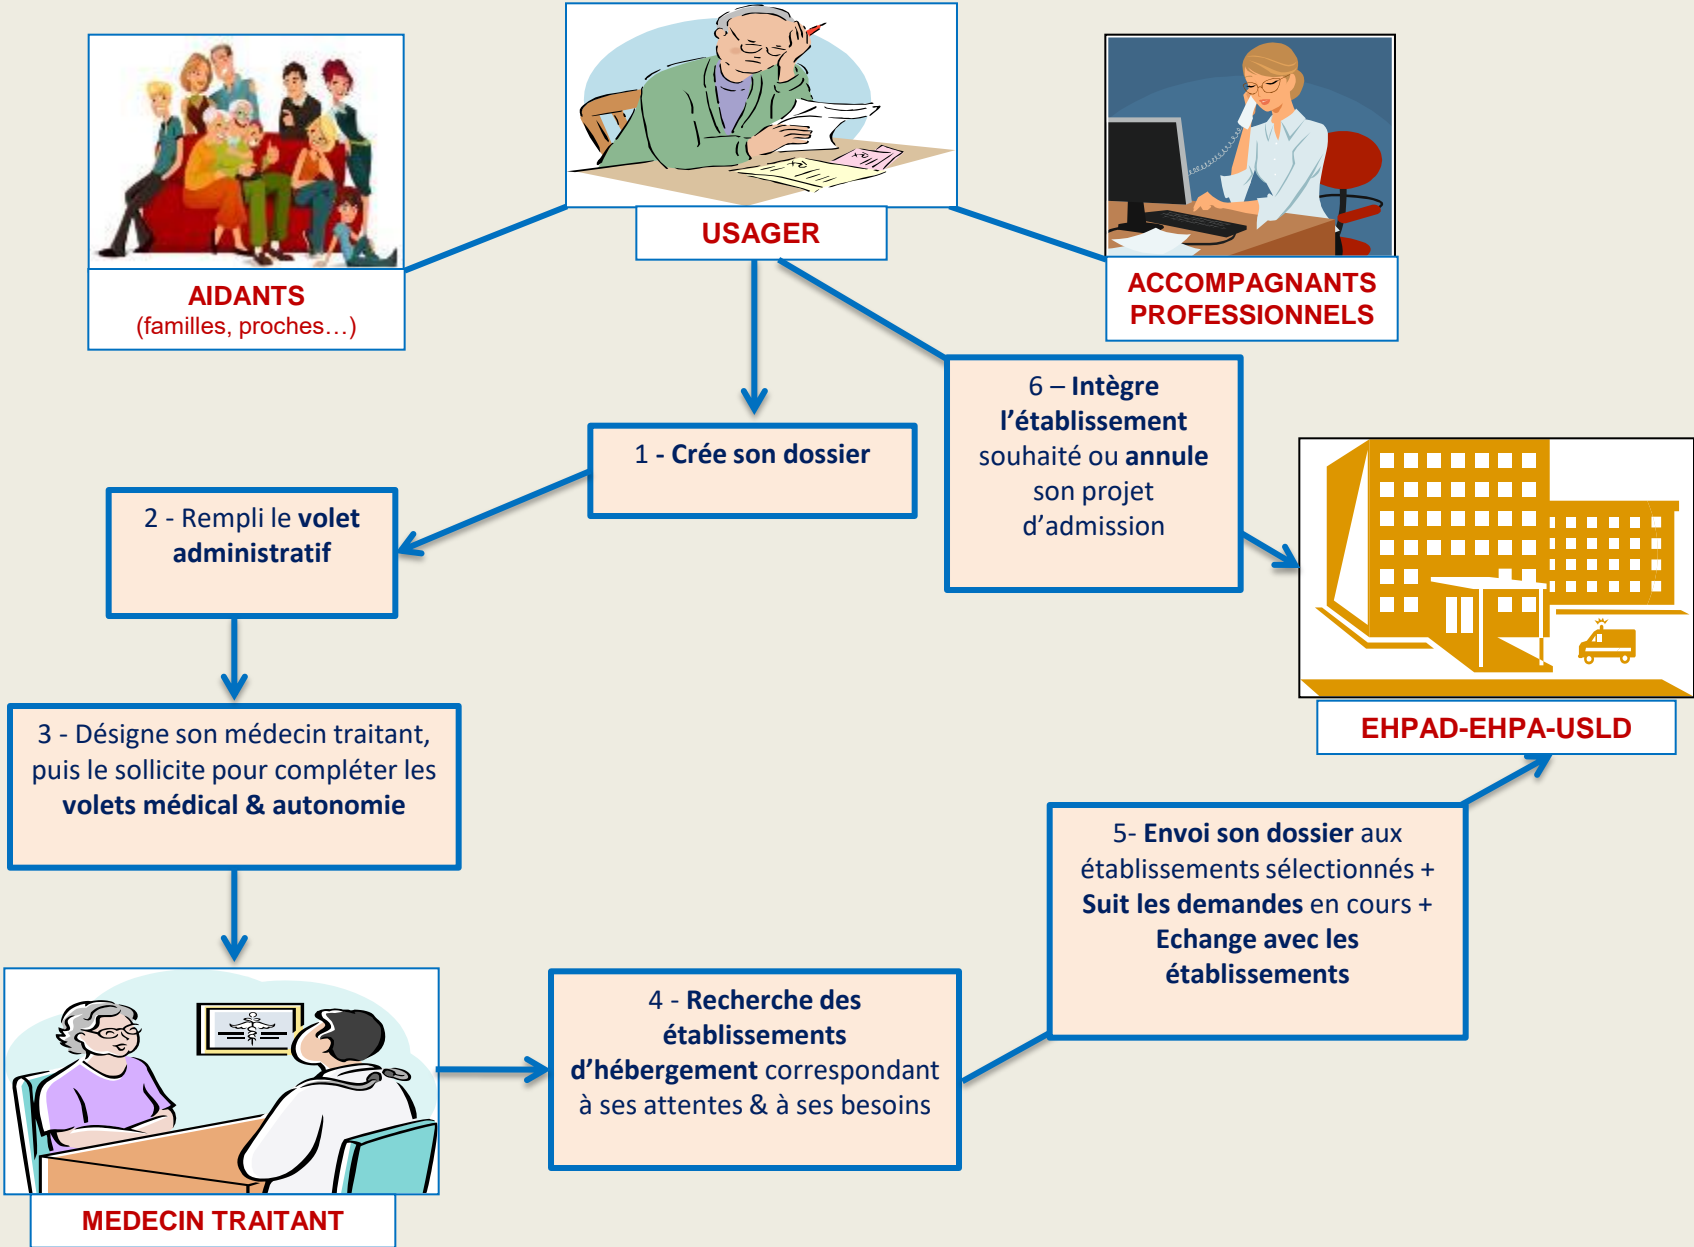 USAGER
AIDANTS
(familles, proches…)
ACCOMPAGNANTS
PROFESSIONNELS
1 - Crée son dossier
2 - Rempli le volet
administratif
3 - Désigne son médecin traitant,
puis le sollicite pour compléter les
volets médical & autonomie
MEDECIN TRAITANT
4 - Recherche des
établissements
d’hébergement correspondant
à ses attentes & à ses besoins
5- Envoi son dossier aux
établissements sélectionnés +
Suit les demandes en cours +
Echange avec les
établissements
6 – Intègre
l’établissement
souhaité ou annule
son projet
d’admission
EHPAD-EHPA-USLD